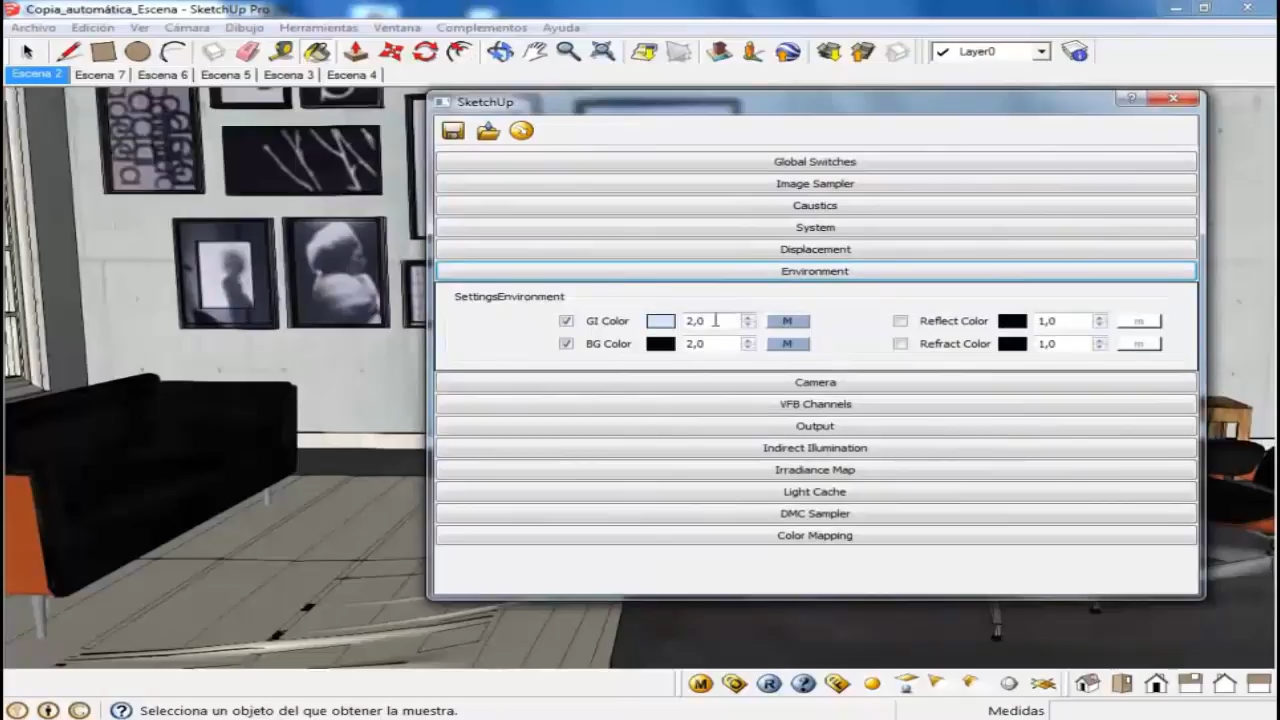 Copia_automática_Escena - SketchUp Pro
Archivo Edición Ver Cámara Dibujo Herramientas Ventana Complementos Ayuda
Layer0
Escena 2 Escena 7 Escena 6 Escena 5 Escena 3 Escena 4
SketchUp
Global Switches
Image Sampler
Caustics
System
Displacement
Environment
SettingsEnvironment
GI Color 2,0 M Reflect Color 1,0 m
BG Color 2,0 M Refract Color 1,0 m
Camera
VFB Channels
Output
Indirect Illumination
Irradiance Map
Light Cache
DMC Sampler
Color Mapping
M R
Selecciona un objeto del que obtener la muestra. Medidas